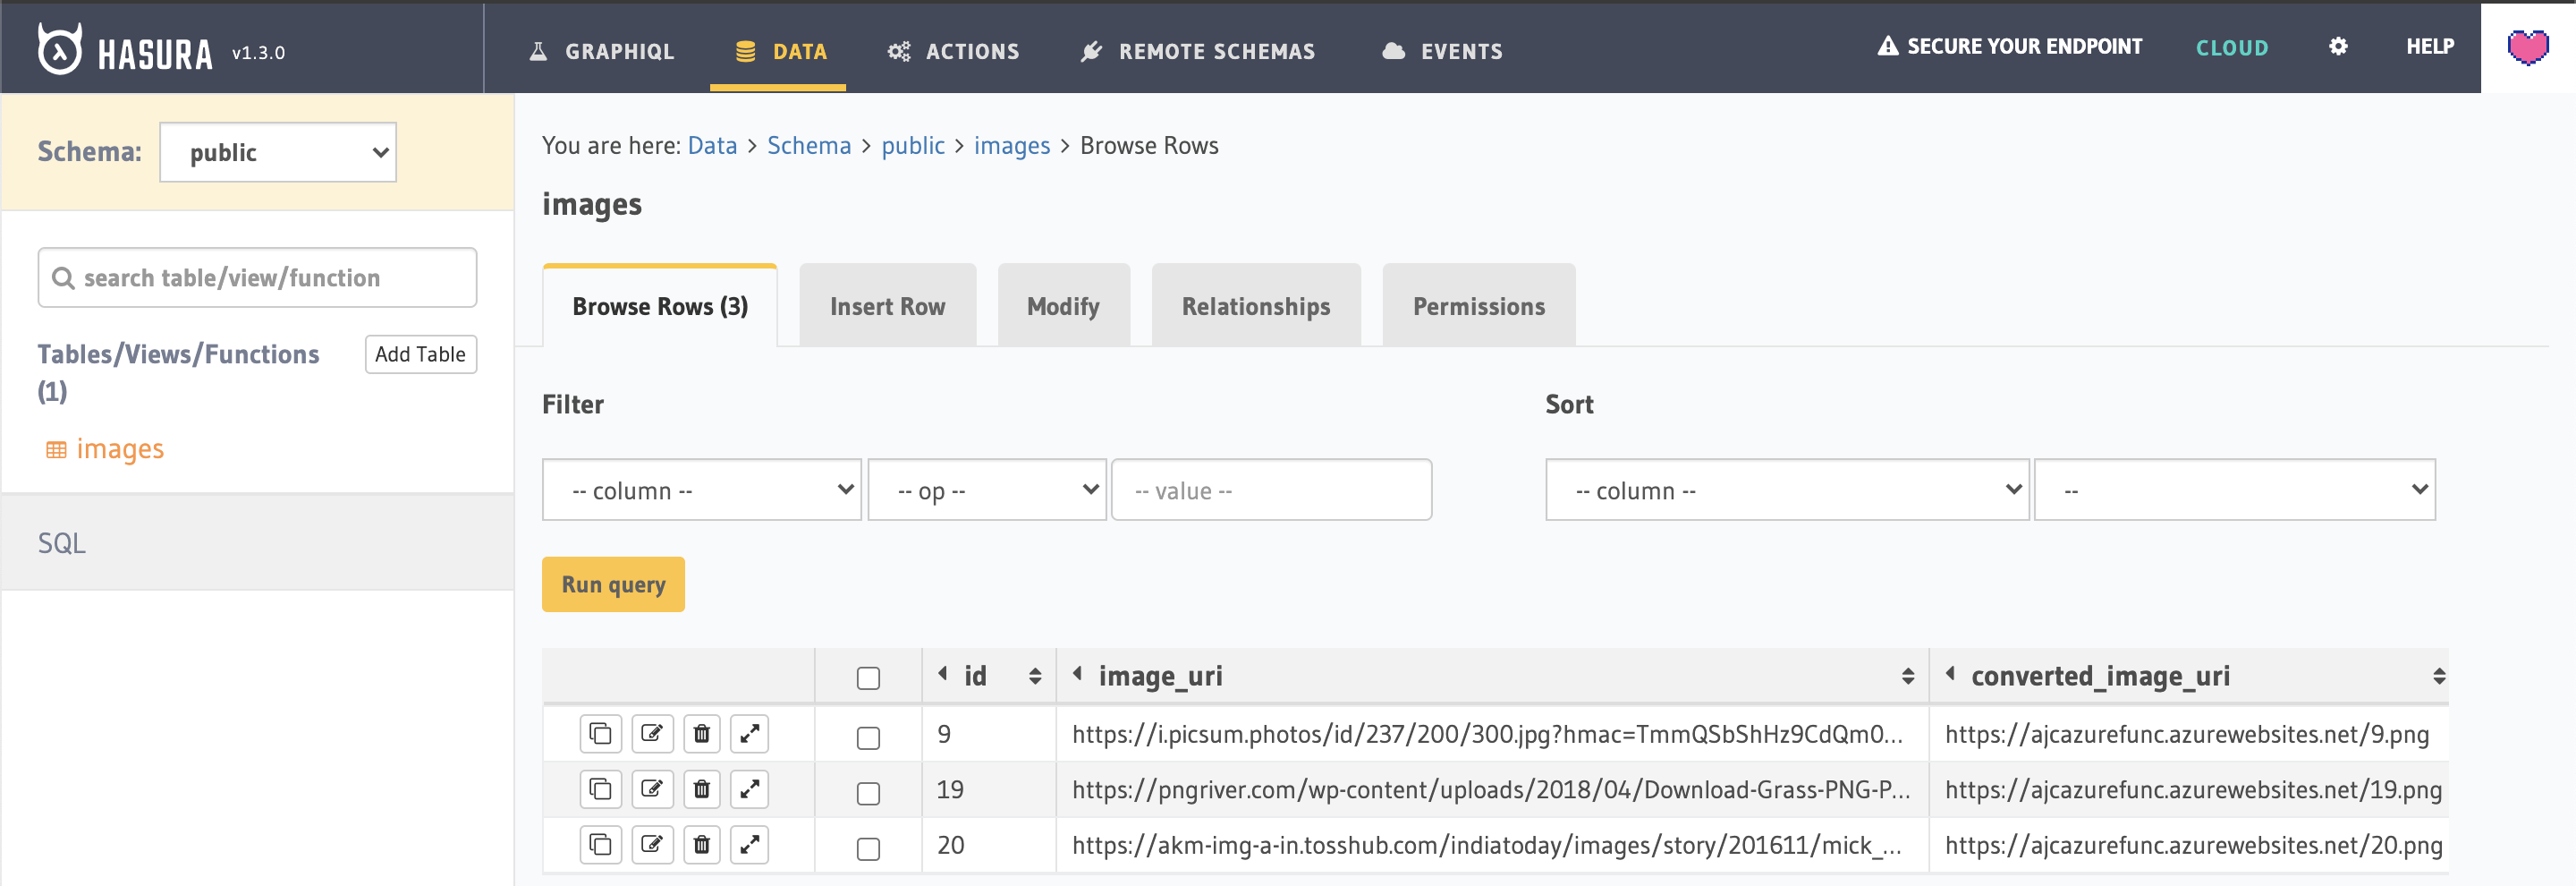 HASURA v1.3.0
GRAPHIQL
DATA
ACTIONS
REMOTE SCHEMAS
EVENTS
SECURE YOUR ENDPOINT
CLOUD
HELP
Schema: public
search table/view/function
Tables/Views/Functions
(1)
Add Table
images
SQL
You are here: Data > Schema > public > images > Browse Rows
images
Browse Rows (3)
Insert Row
Modify
Relationships
Permissions
Filter
-- column --
-- op --
-- value --
Sort
-- column --
--
Run query
id image_uri converted_image_uri
9 https://i.picsum.photos/id/237/200/300.jpg?hmac=TmmQSbShHz9CdQm0... https://ajcazurefunc.azurewebsites.net/9.png
19 https://pngriver.com/wp-content/uploads/2018/04/Download-Grass-PNG-P... https://ajcazurefunc.azurewebsites.net/19.png
20 https://akm-img-a-in.tosshub.com/indiatoday/images/story/201611/mick_... https://ajcazurefunc.azurewebsites.net/20.png